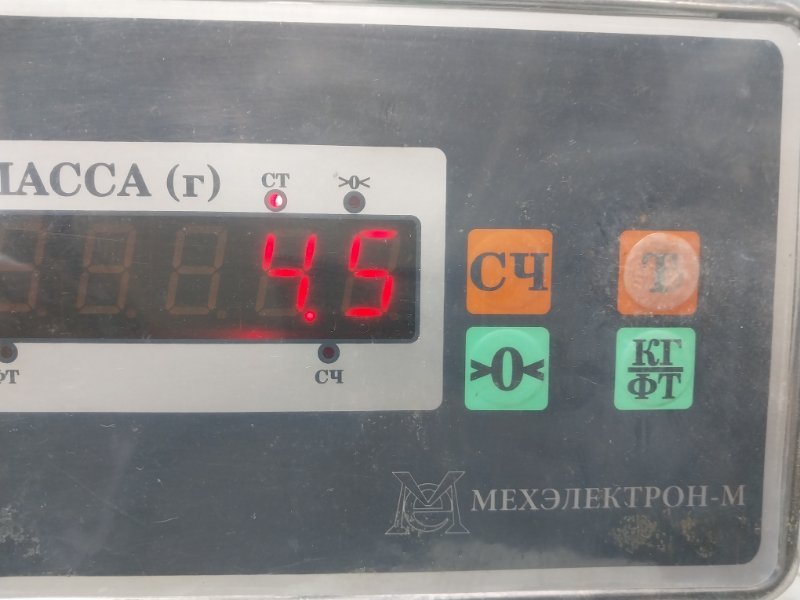 МАССА (г)
СТ >0<
4.5
ФТ СЧ
СЧ Т
>0< КГ
ФТ
МЕХЭЛЕКТРОН-М